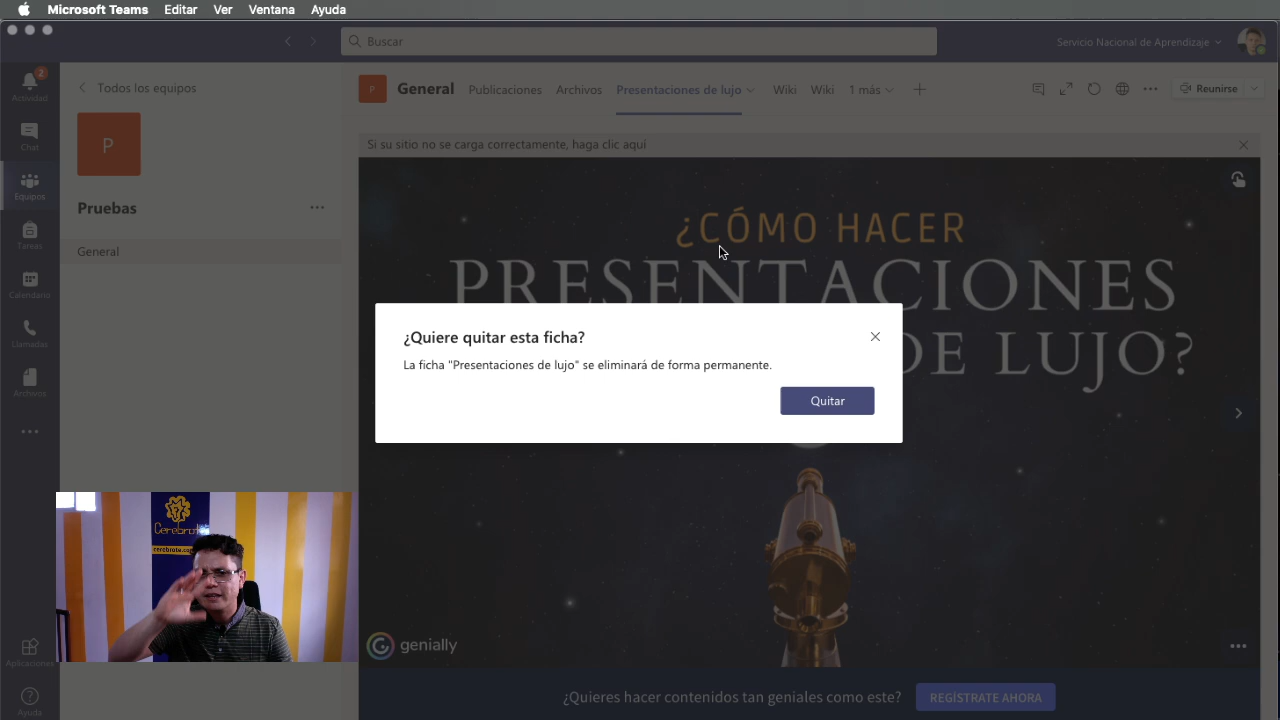 Microsoft Teams Editar Ver Ventana Ayuda
Buscar
Servicio Nacional de Aprendizaje
2
Actividad
Chat
Equipos
Tareas
Calendario
Llamadas
Archivos
Aplicaciones
Ayuda
Todos los equipos
P
Pruebas
General
P
General Publicaciones Archivos Presentaciones de lujo Wiki Wiki 1 más
Reunirse
Si su sitio no se carga correctamente, haga clic aquí
¿CÓMO HACER
PRESENTACIONES
DE LUJO?
¿Quiere quitar esta ficha?
La ficha "Presentaciones de lujo" se eliminará de forma permanente.
Quitar
Cerebrote
cerebrote.com
genially
¿Quieres hacer contenidos tan geniales como este? REGÍSTRATE AHORA